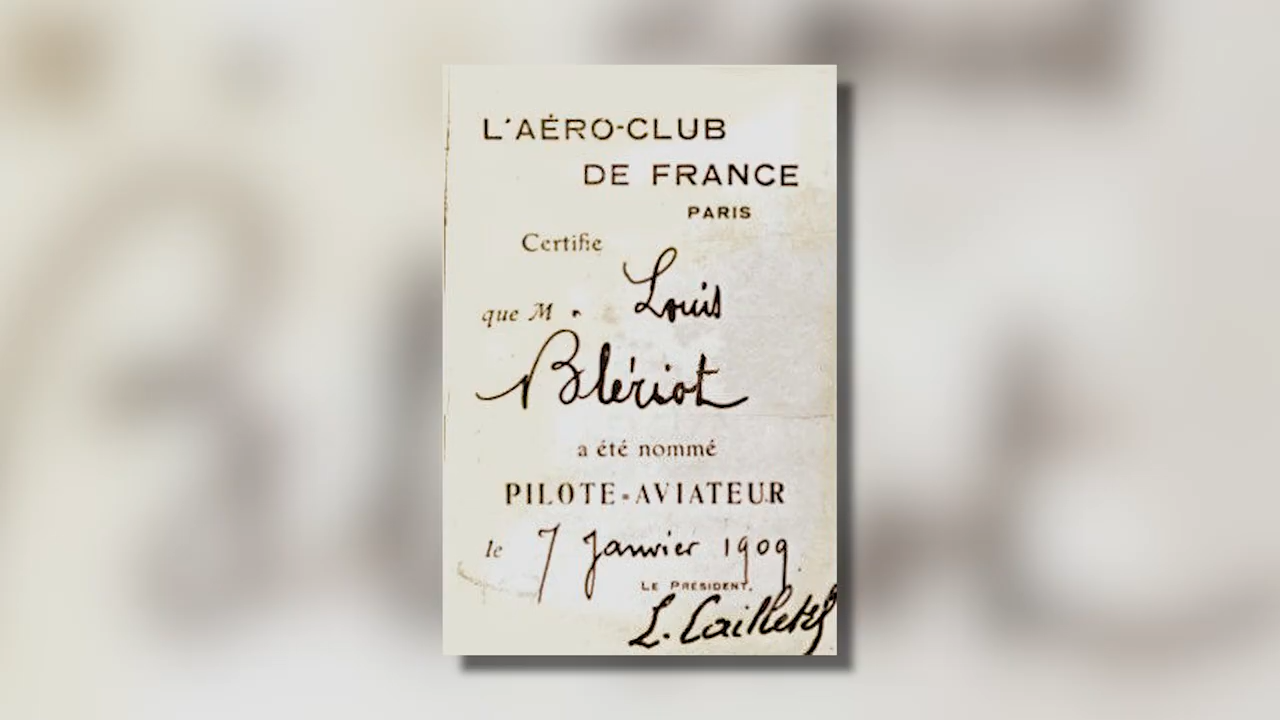 L'AÉRO-CLUB
DE FRANCE
PARIS
Certifie
que M. Louis
Blériot
a été nommé
PILOTE-AVIATEUR
le 7 Janvier 1909
LE PRÉSIDENT,
L. Cailletet